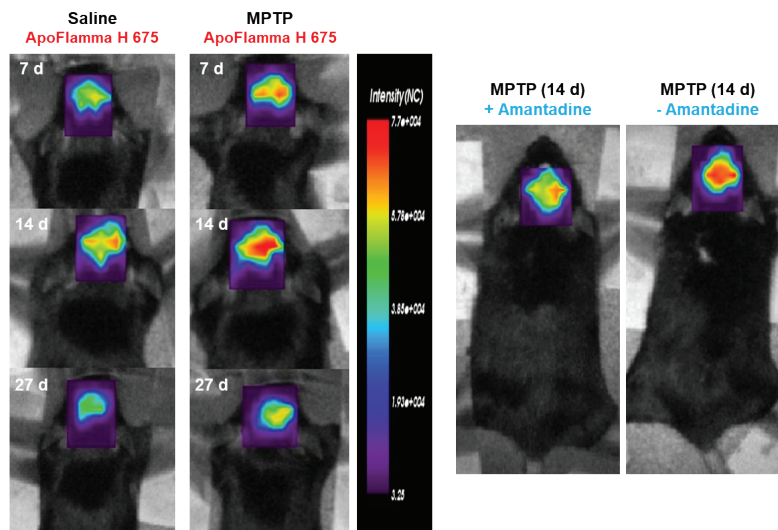 Saline
ApoFlamma H 675
MPTP
ApoFlamma H 675
7 d
7 d
14 d
14 d
27 d
27 d
Intensity(NC)
7.7e+004
5.78e+004
3.85e+004
1.93e+004
3.25
MPTP (14 d)
+ Amantadine
MPTP (14 d)
- Amantadine